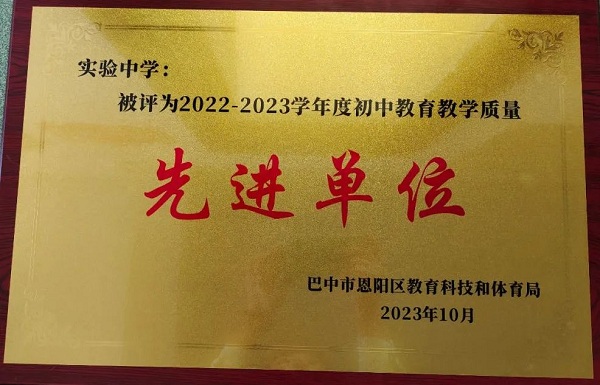 实验中学：
被评为2022-2023学年度初中教育教学质量
先进单位
巴中市恩阳区教育科技和体育局
2023年10月